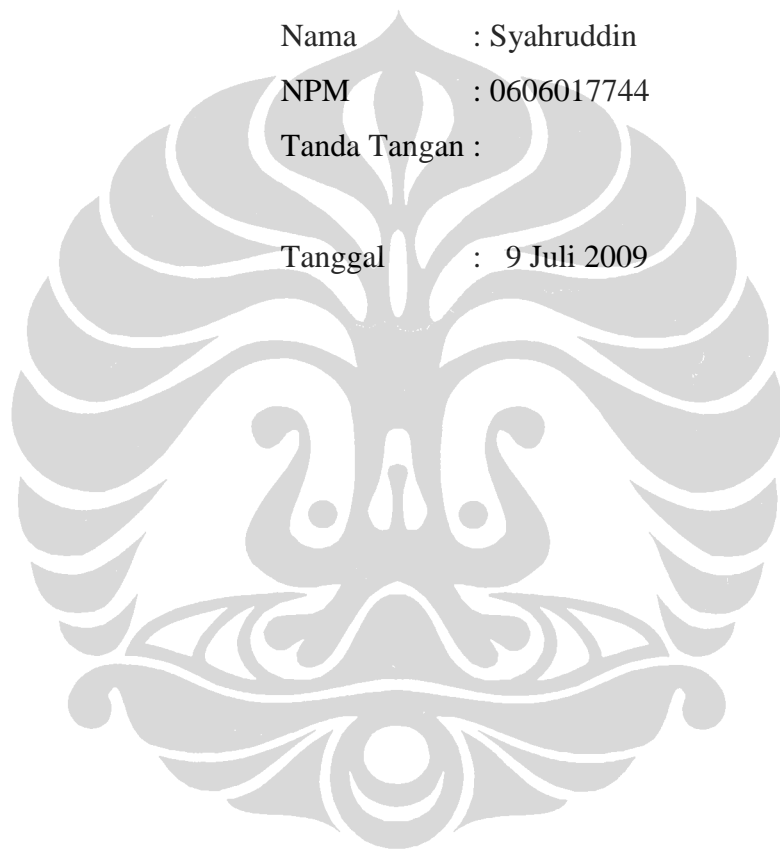 Nama : Syahruddin
NPM : 0606017744
Tanda Tangan :
Tanggal : 9 Juli 2009